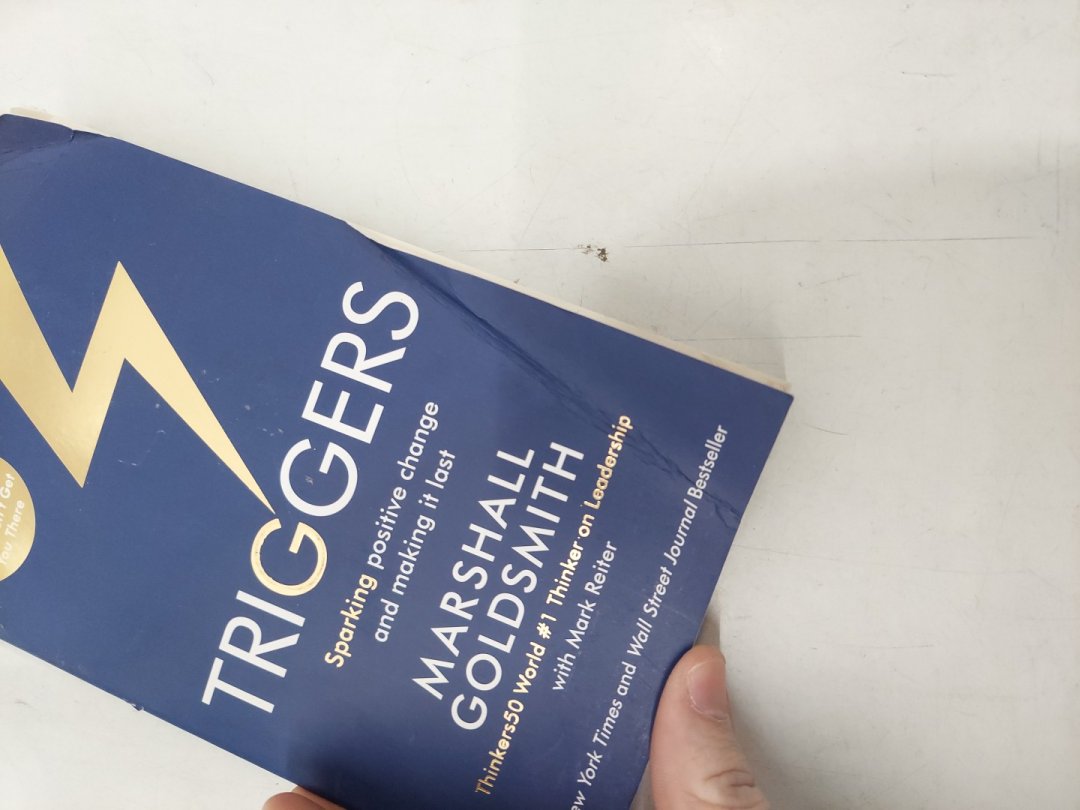 Get
You There
TRIGGERS
Sparking positive change
and making it last
MARSHALL
GOLDSMITH
Thinkers50 World #1 Thinker on Leadership
with Mark Reiter
York Times and Wall Street Journal Bestseller